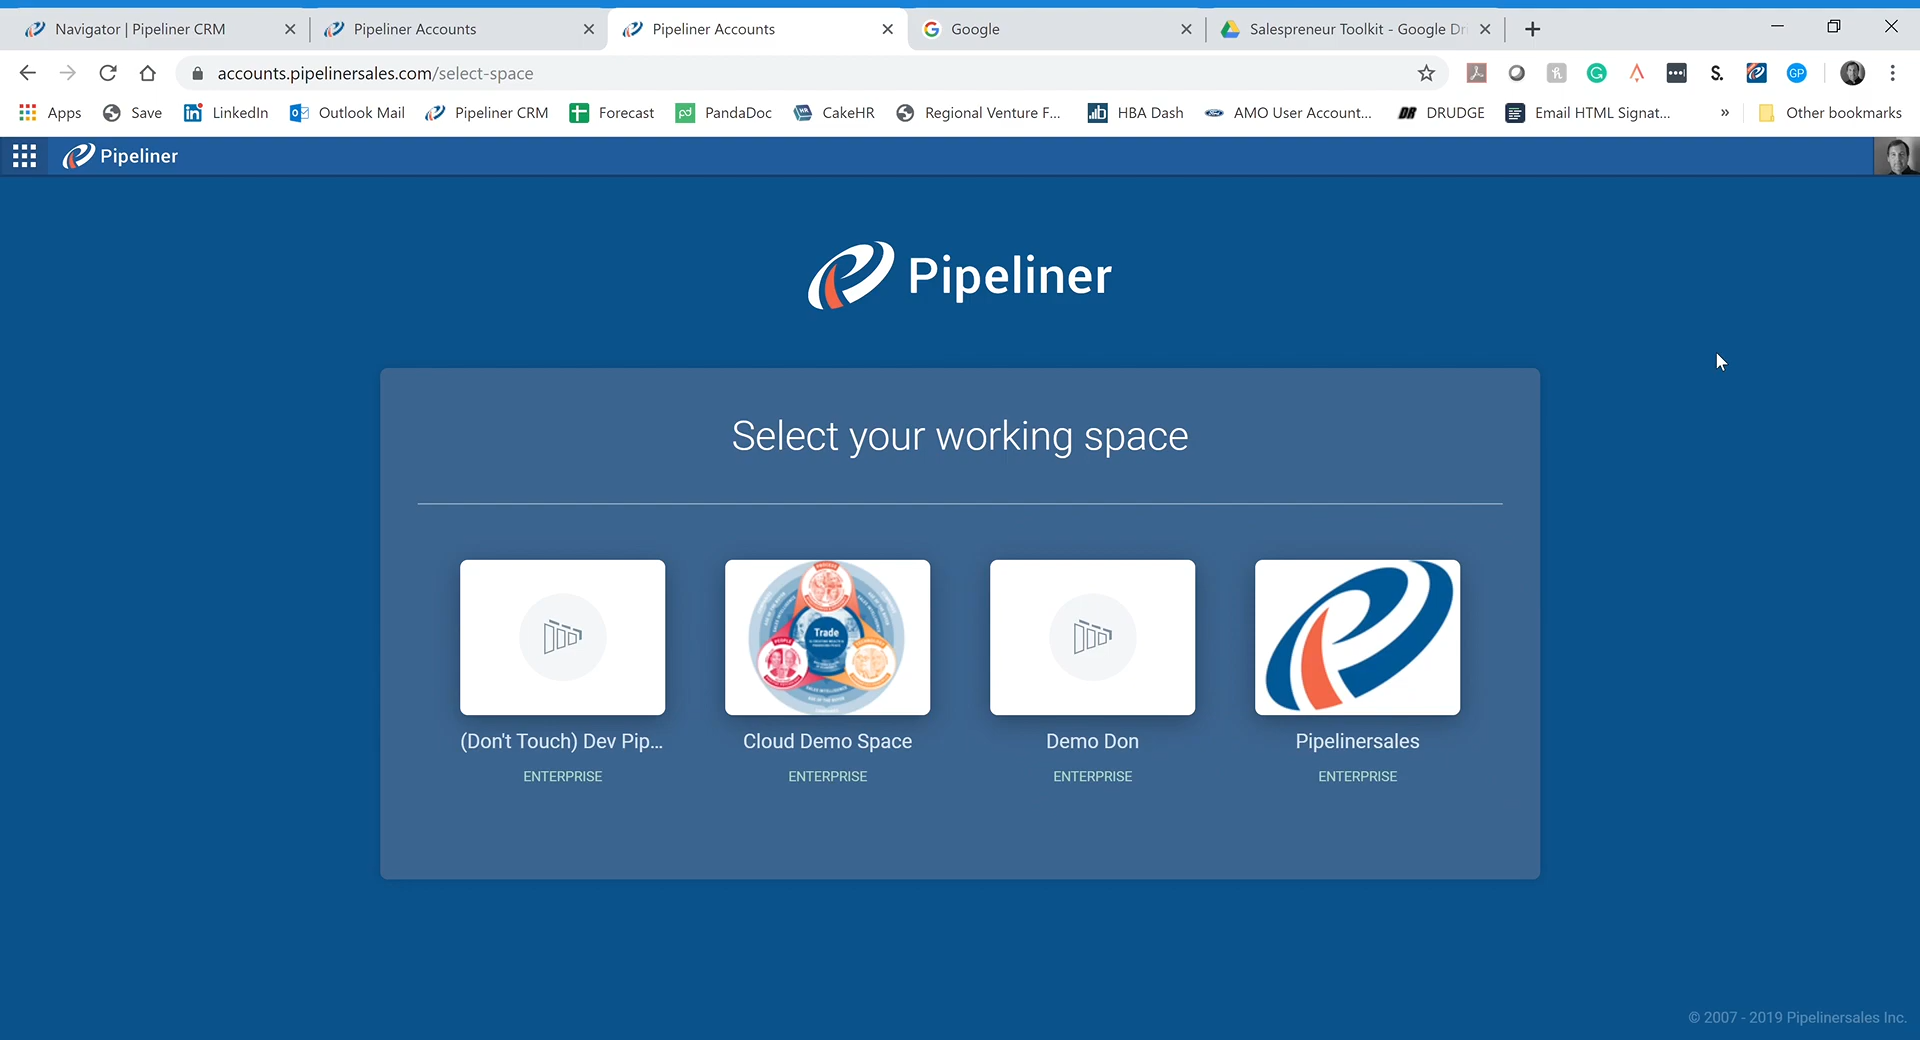 Navigator | Pipeliner CRM
Pipeliner Accounts
Pipeliner Accounts
Google
Salespreneur Toolkit - Google Dr
accounts.pipelinersales.com/select-space
Apps
Save
LinkedIn
Outlook Mail
Pipeliner CRM
Forecast
PandaDoc
CakeHR
Regional Venture F...
HBA Dash
AMO User Account...
DRUDGE
Email HTML Signat...
»
Other bookmarks
Pipeliner
Pipeliner
Select your working space
Trade
(Don't Touch) Dev Pip...
ENTERPRISE
Cloud Demo Space
ENTERPRISE
Demo Don
ENTERPRISE
Pipelinersales
ENTERPRISE
© 2007 - 2019 Pipelinersales Inc.